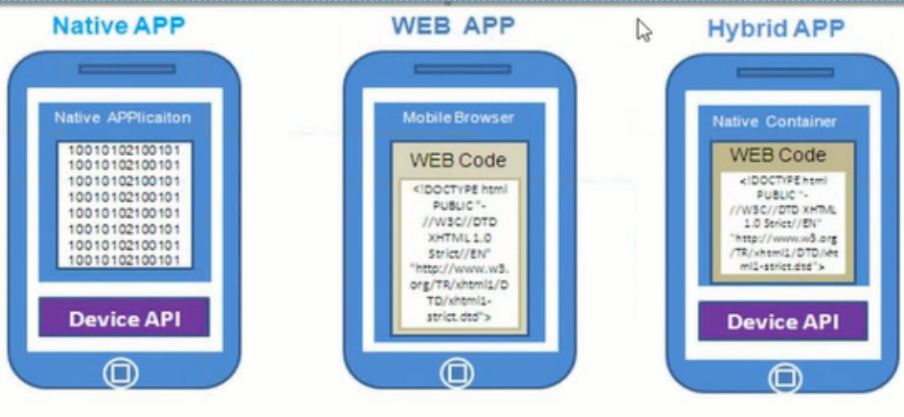 Native APP
Native APPlicaiton
10010102100101
10010102100101
10010102100101
10010102100101
10010102100101
10010102100101
10010102100101
10010102100101
Device API
WEB APP
Mobile Browser
WEB Code
<!DOCTYPE html
PUBLIC "-
//W3C//DTD
XHTML 1.0
Strict//EN"
"http://www.w3.
org/TR/xhtml1/D
TD/xhtml1-
strict.dtd">
Hybrid APP
Native Container
WEB Code
<!DOCTYPE html
PUBLIC "-
//W3C//DTD XHTML
1.0 Strict//EN"
"http://www.w3.org
/TR/xhtml1/DTD/xht
ml1-strict.dtd">
Device API